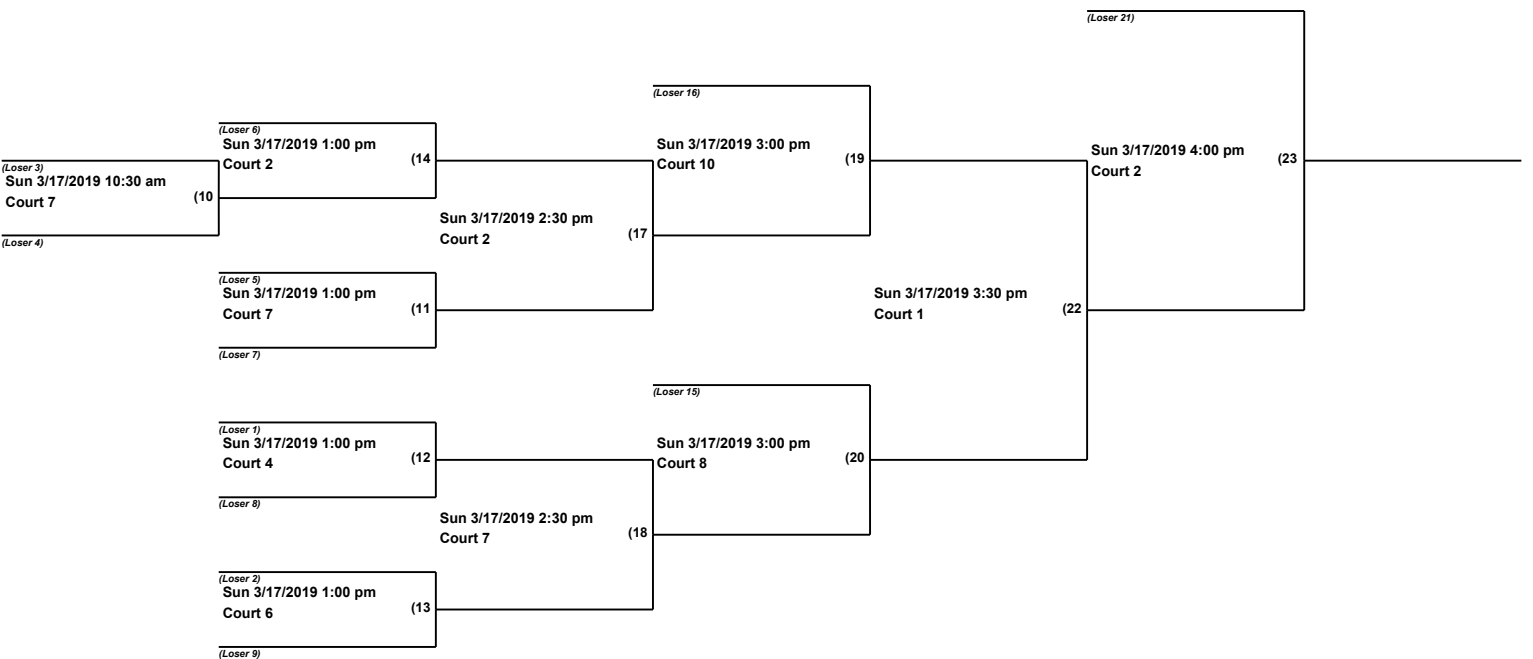 (Loser 21)
(Loser 16)
(Loser 6)
Sun 3/17/2019 1:00 pm
Court 2
(14
Sun 3/17/2019 3:00 pm
Court 10
(19
Sun 3/17/2019 4:00 pm
Court 2
(23
(Loser 3)
Sun 3/17/2019 10:30 am
Court 7
(10
(Loser 4)
Sun 3/17/2019 2:30 pm
Court 2
(17
(Loser 5)
Sun 3/17/2019 1:00 pm
Court 7
(11
(Loser 7)
Sun 3/17/2019 3:30 pm
Court 1
(22
(Loser 15)
(Loser 1)
Sun 3/17/2019 1:00 pm
Court 4
(12
(Loser 8)
Sun 3/17/2019 3:00 pm
Court 8
(20
Sun 3/17/2019 2:30 pm
Court 7
(18
(Loser 2)
Sun 3/17/2019 1:00 pm
Court 6
(13
(Loser 9)